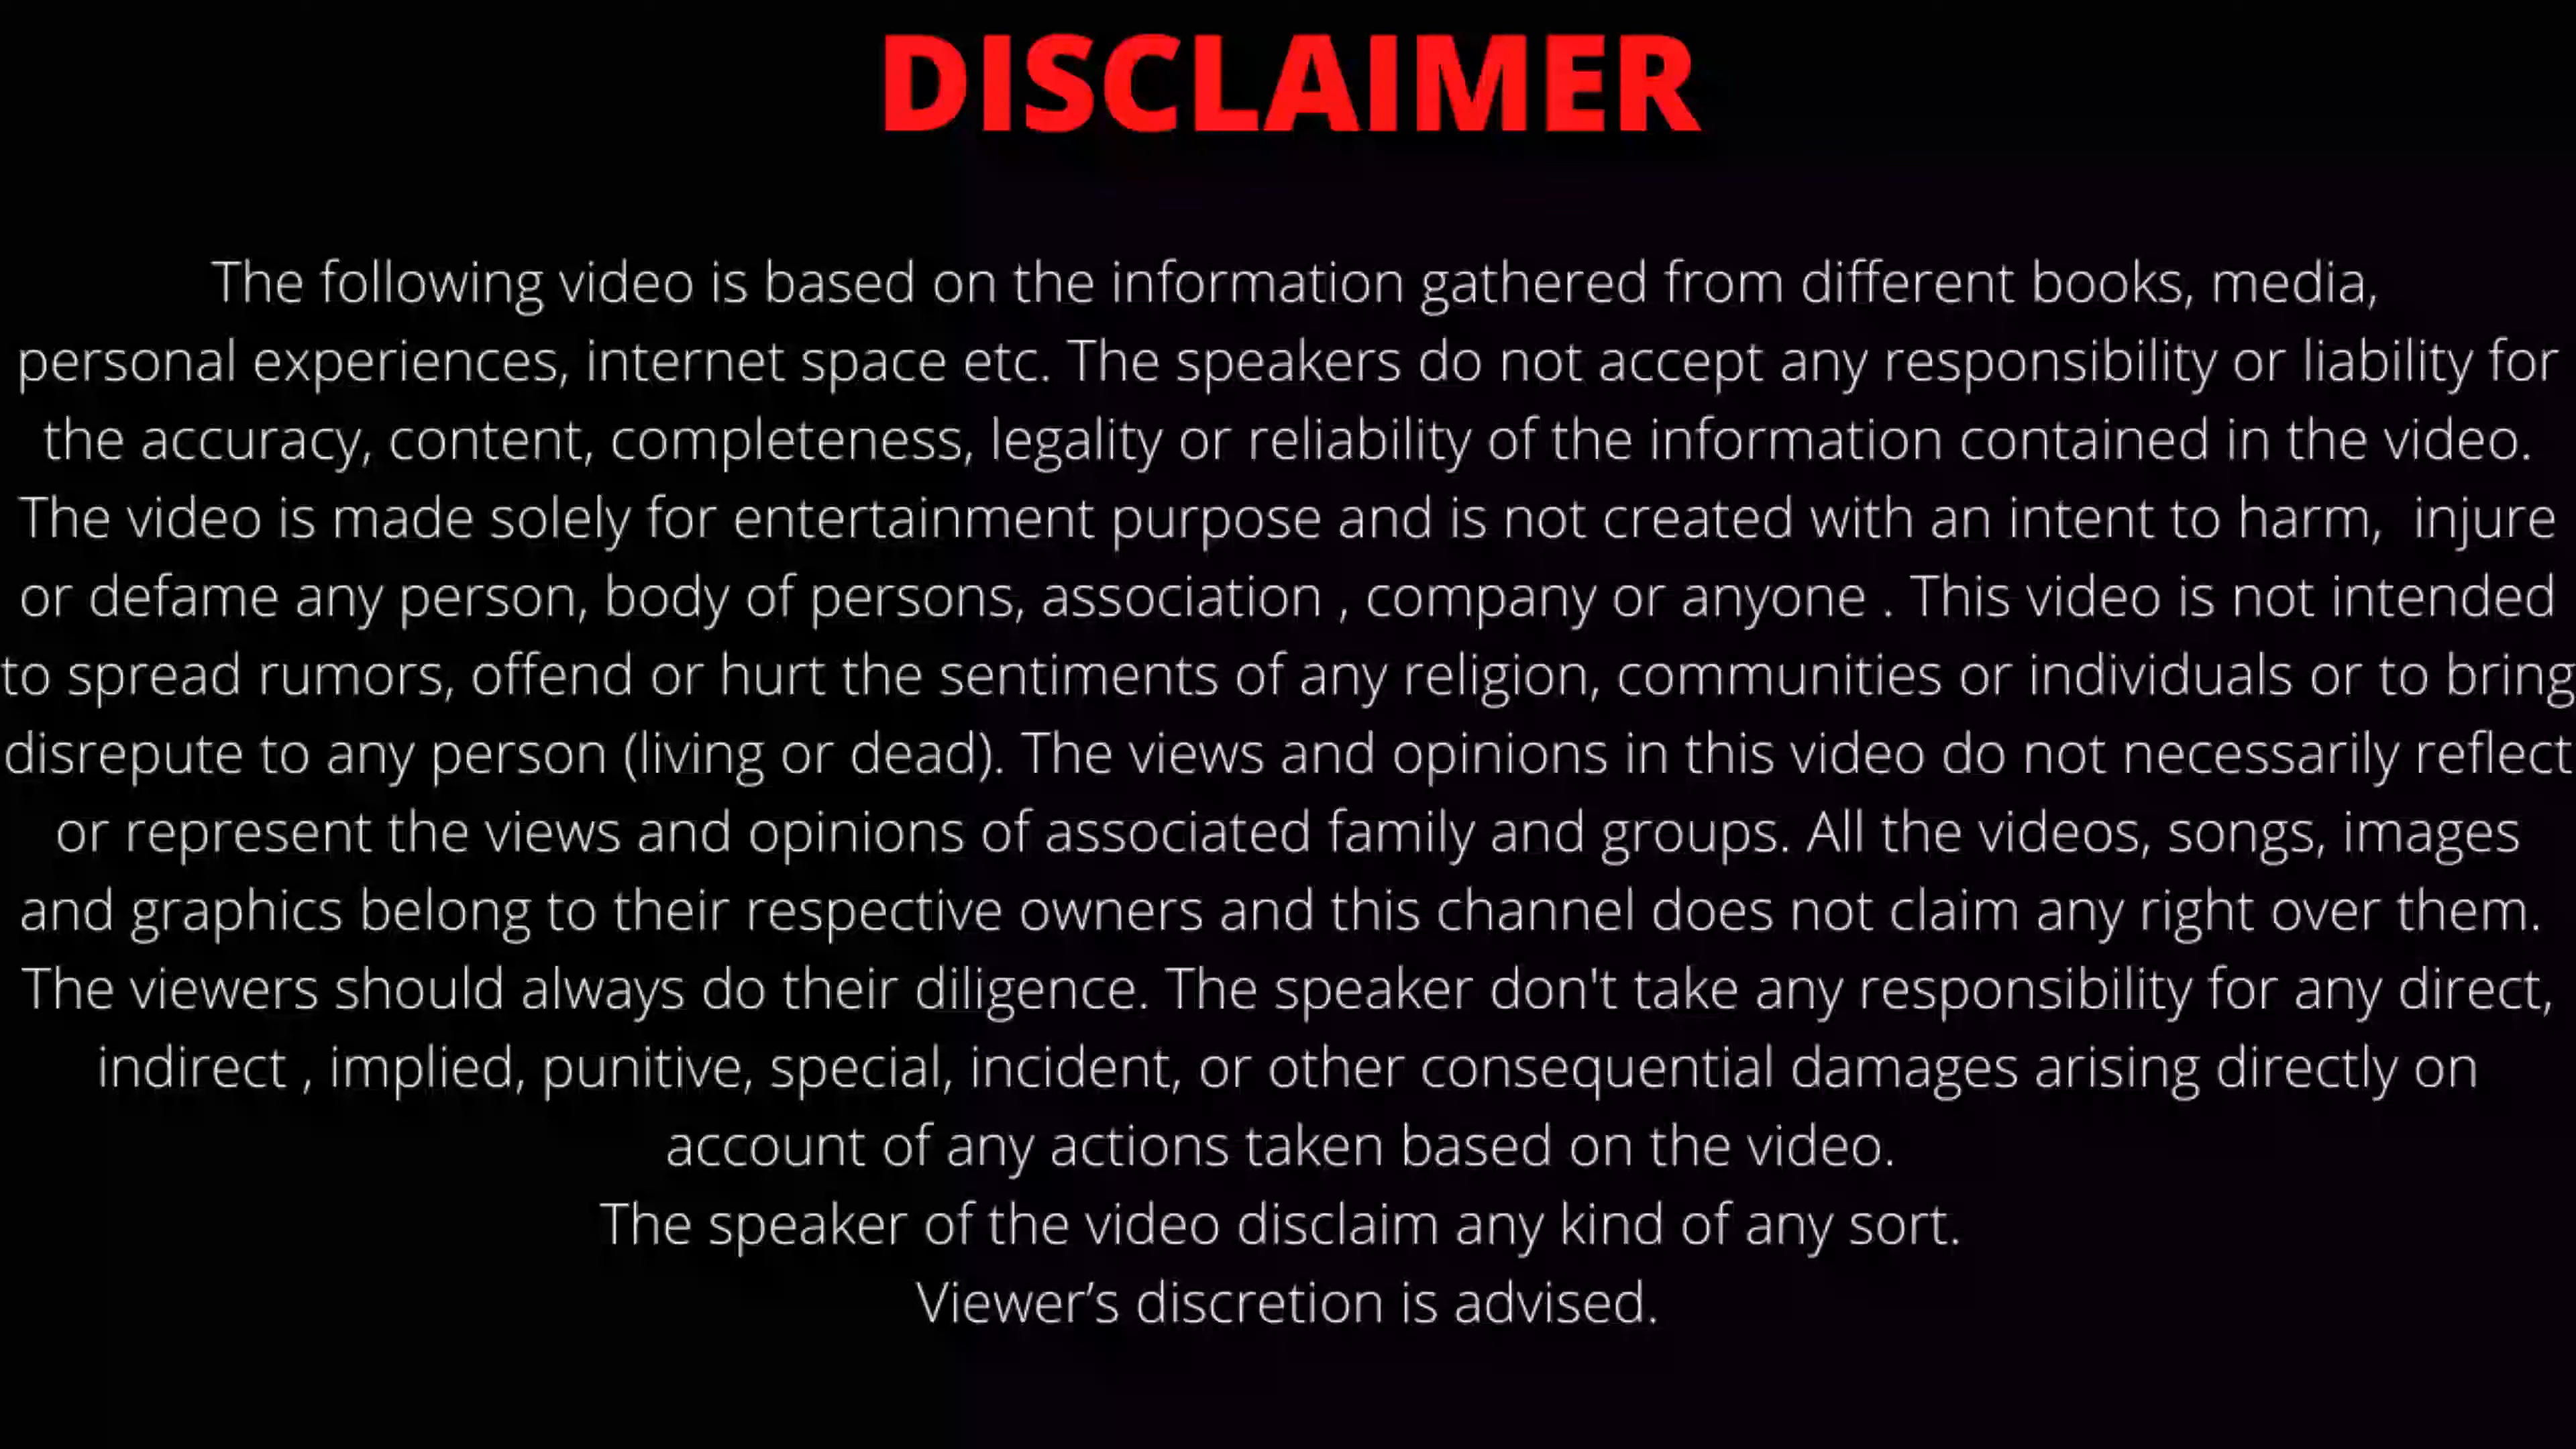 DISCLAIMER
The following video is based on the information gathered from different books, media,
personal experiences, internet space etc. The speakers do not accept any responsibility or liability for
the accuracy, content, completeness, legality or reliability of the information contained in the video.
The video is made solely for entertainment purpose and is not created with an intent to harm,  injure
or defame any person, body of persons, association , company or anyone . This video is not intended
to spread rumors, offend or hurt the sentiments of any religion, communities or individuals or to bring
disrepute to any person (living or dead). The views and opinions in this video do not necessarily reflect
or represent the views and opinions of associated family and groups. All the videos, songs, images
and graphics belong to their respective owners and this channel does not claim any right over them.
The viewers should always do their diligence. The speaker don't take any responsibility for any direct,
indirect , implied, punitive, special, incident, or other consequential damages arising directly on
account of any actions taken based on the video.
The speaker of the video disclaim any kind of any sort.
Viewer’s discretion is advised.